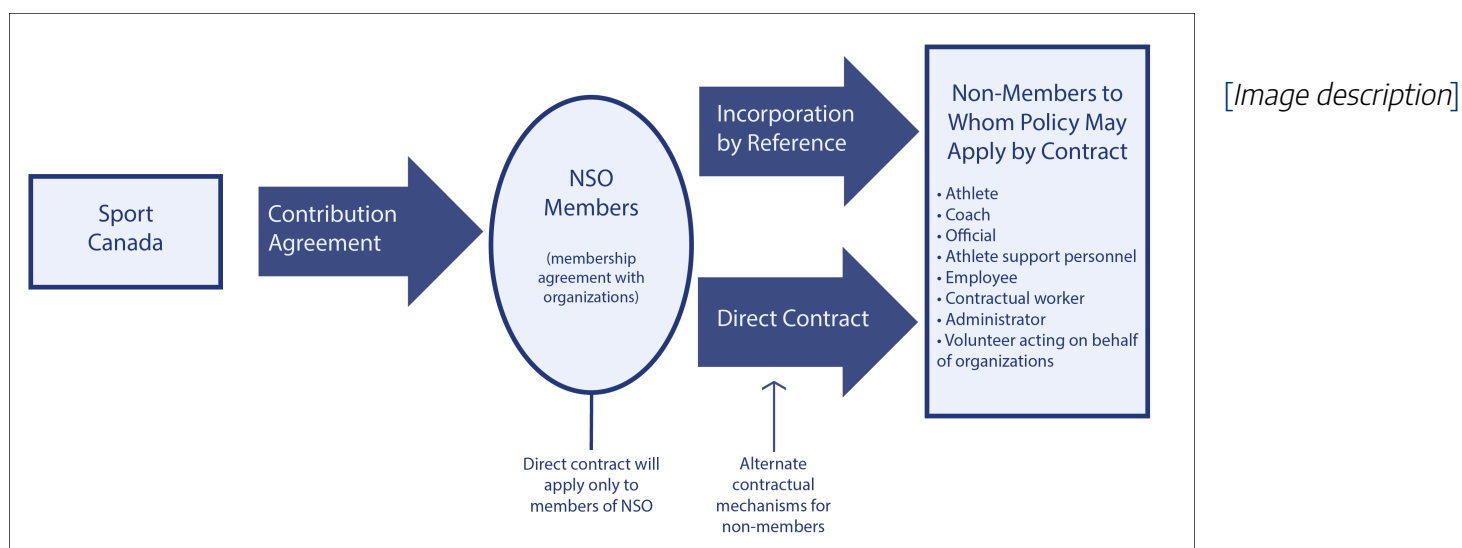 Sport
Canada
Contribution
Agreement
NSO
Members
(membership
agreement with
organizations)
Direct contract will
apply only to
members of NSO
Incorporation
by Reference
Direct Contract
Alternate
contractual
mechanisms for
non-members
Non-Members to
Whom Policy May
Apply by Contract
• Athlete
• Coach
• Official
• Athlete support personnel
• Employee
• Contractual worker
• Administrator
• Volunteer acting on behalf
of organizations
[Image description]